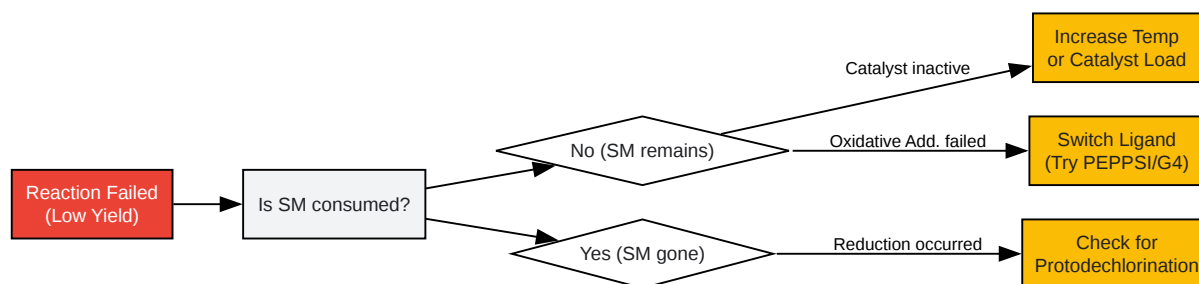 Reaction Failed
(Low Yield)
Is SM consumed?
No (SM remains)
Yes (SM gone)
Catalyst inactive
Oxidative Add. failed
Reduction occurred
Increase Temp
or Catalyst Load
Switch Ligand
(Try PEPPSI/G4)
Check for
Protodechlorination